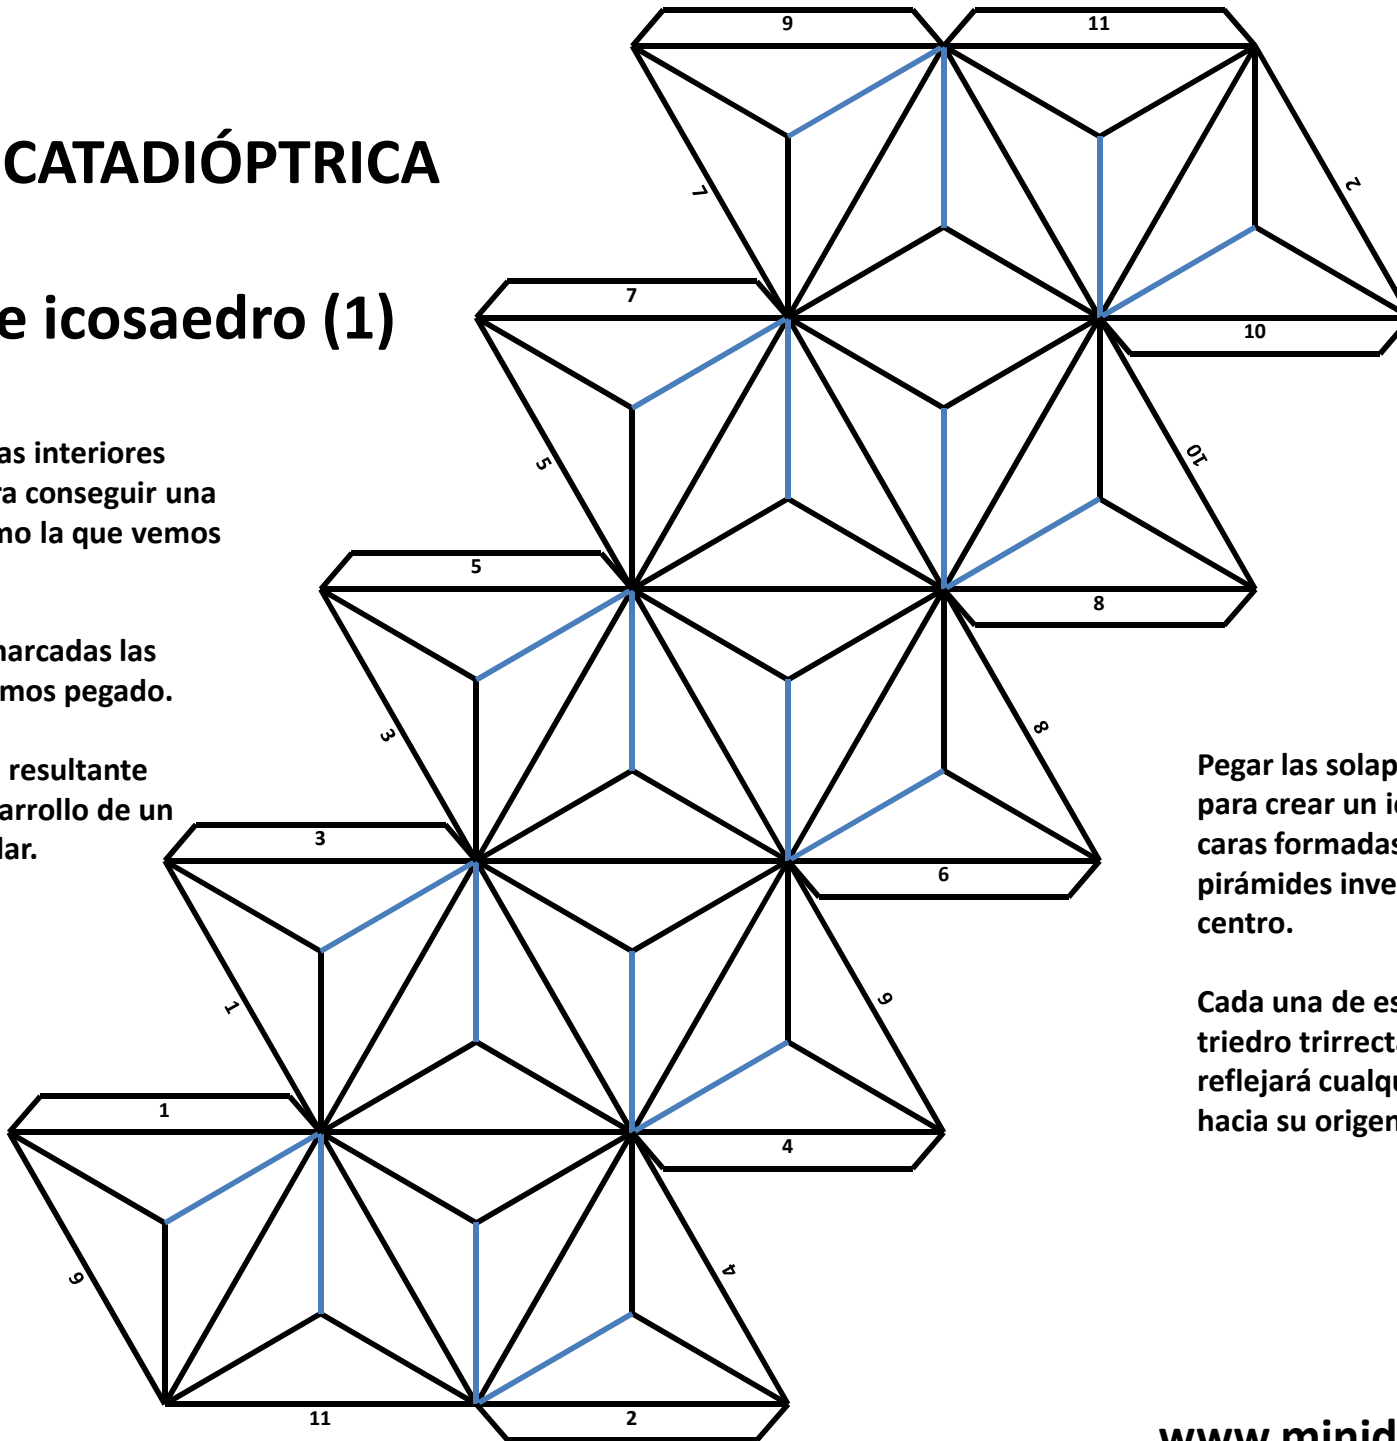 CATADIÓPTRICA
e icosaedro (1)
as interiores
ra conseguir una
mo la que vemos
marcadas las
mos pegado.
resultante
arrollo de un
lar.
9
11
7
2
7
10
5
10
5
8
3
8
3
6
1
6
1
4
9
4
11
2
Pegar las solap
para crear un i
caras formadas
pirámides inve
centro.
Cada una de es
triedro trirrect
reflejará cualqu
hacia su origen
www.minid